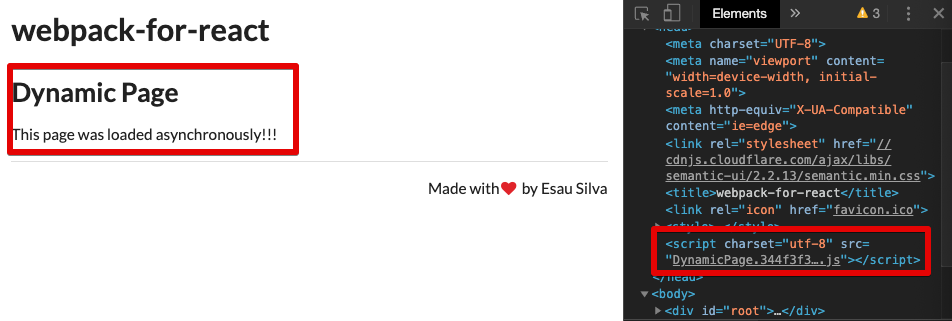 webpack-for-react
Dynamic Page
This page was loaded asynchronously!!!
Made with by Esau Silva
Elements
3
<head>
<meta charset="UTF-8">
<meta name="viewport" content=
"width=device-width, initial-
scale=1.0">
<meta http-equiv="X-UA-Compatible"
content="ie=edge">
<link rel="stylesheet" href="//
cdnjs.cloudflare.com/ajax/libs/
semantic-ui/2.2.13/semantic.min.css">
<title>webpack-for-react</title>
<link rel="icon" href="favicon.ico">
<style>…</style>
<script charset="utf-8" src=
"DynamicPage.344f3f3….js"></script>
</head>
<body>
<div id="root">…</div>